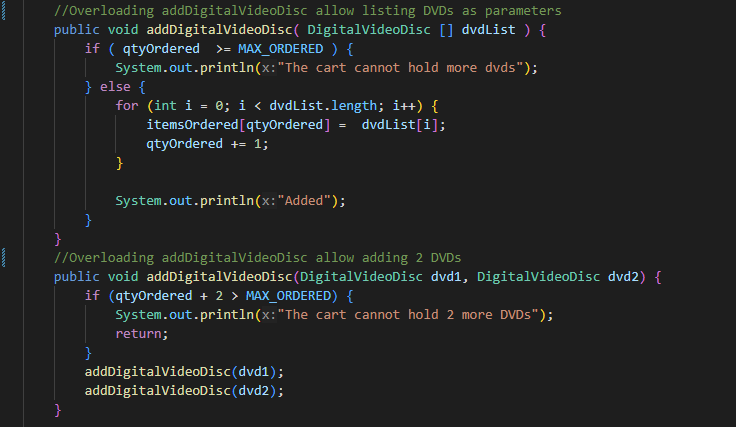 //Overloading addDigitalVideoDisc allow listing DVDs as parameters
public void addDigitalVideoDisc( DigitalVideoDisc [] dvdList ) {
    if ( qtyOrdered  >= MAX_ORDERED ) {
        System.out.println(x:"The cart cannot hold more dvds");
    } else {
        for (int i = 0; i < dvdList.length; i++) {
            itemsOrdered[qtyOrdered] =  dvdList[i];
            qtyOrdered += 1;
        }
        System.out.println(x:"Added");
    }
}
//Overloading addDigitalVideoDisc allow adding 2 DVDs
public void addDigitalVideoDisc(DigitalVideoDisc dvd1, DigitalVideoDisc dvd2) {
    if (qtyOrdered + 2 > MAX_ORDERED) {
        System.out.println(x:"The cart cannot hold 2 more DVDs");
        return;
    }
    addDigitalVideoDisc(dvd1);
    addDigitalVideoDisc(dvd2);
}